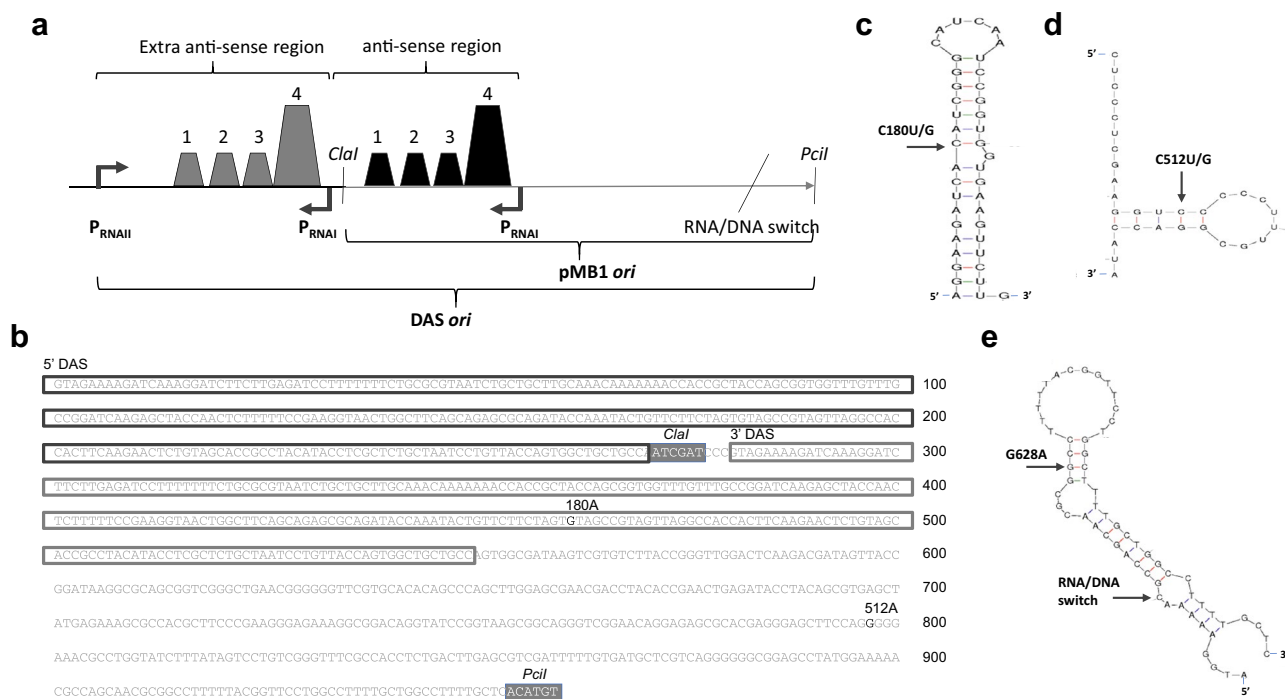 a
Extra anti-sense region
anti-sense region
1 2 3 4
ClaI
1 2 3 4
PciI
PRNAII
PRNAI
PRNAI
RNA/DNA switch
pMB1 ori
DAS ori
b
5' DAS
GTAGAAAAGATCAAAGGATCTTCTTGAGATCCTTTTTTTCTGCGCGTAATCTGCTGCTTGCAAACAAAAAAACCACCGCTACCAGCGGTGGTTTGTTTG 100
CCGGATCAAGAGCTACCAACTCTTTTTCCGAAGGTAACTGGCTTCAGCAGAGCGCAGATACCAAATACTGTTCTTCTAGTGTAGCCGTAGTTAGGCCAC 200
ClaI
3' DAS
CACTTCAAGAACTCTGTAGCACCGCCTACATACCTCGCTCTGCTAATCCTGTTACCAGTGGCTGCTGCCAATCGATCCCGTAGAAAAGATCAAAGGATC 300
TTCTTGAGATCCTTTTTTTCTGCGCGTAATCTGCTGCTTGCAAACAAAAAAACCACCGCTACCAGCGGTGGTTTGTTTGCCGGATCAAGAGCTACCAAC 400
180A
TCTTTTTCCGAAGGTAACTGGCTTCAGCAGAGCGCAGATACCAAATACTGTTCTTCTAGTGTAGCCGTAGTTAGGCCACCACTTCAAGAACTCTGTAGC 500
ACCGCCTACATACCTCGCTCTGCTAATCCTGTTACCAGTGGCTGCTGCCAGTGGCGATAAGTCGTGTCTTACCGGGTTGGACTCAAGACGATAGTTACC 600
GGATAAGGCGCAGCGGTCGGGCTGAACGGGGGGTTCGTGCACACAGCCCAGCTTGGAGCGAACGACCTACACCGAACTGAGATACCTACAGCGTGAGCT 700
512A
ATGAGAAAGCGCCACGCTTCCCGAAGGGAGAAAGGCGGACAGGTATCCGGTAAGCGGCAGGGTCGGAACAGGAGAGCGCACGAGGGAGCTTCCAGGGGG 800
AAACGCCTGGTATCTTTATAGTCCTGTCGGGTTTCGCCACCTCTGACTTGAGCGTCGATTTTTGTGATGCTCGTCAGGGGGGCGGAGCCTATGGAAAAA 900
PciI
CGCCAGCAACGCGGCCTTTTTACGGTTCCTGGCCTTTTGCTGGCCTTTTGCTCACATGT
c
C180U/G
5'
3'
d
5'
C512U/G
3'
e
G628A
RNA/DNA
switch
3'
5'